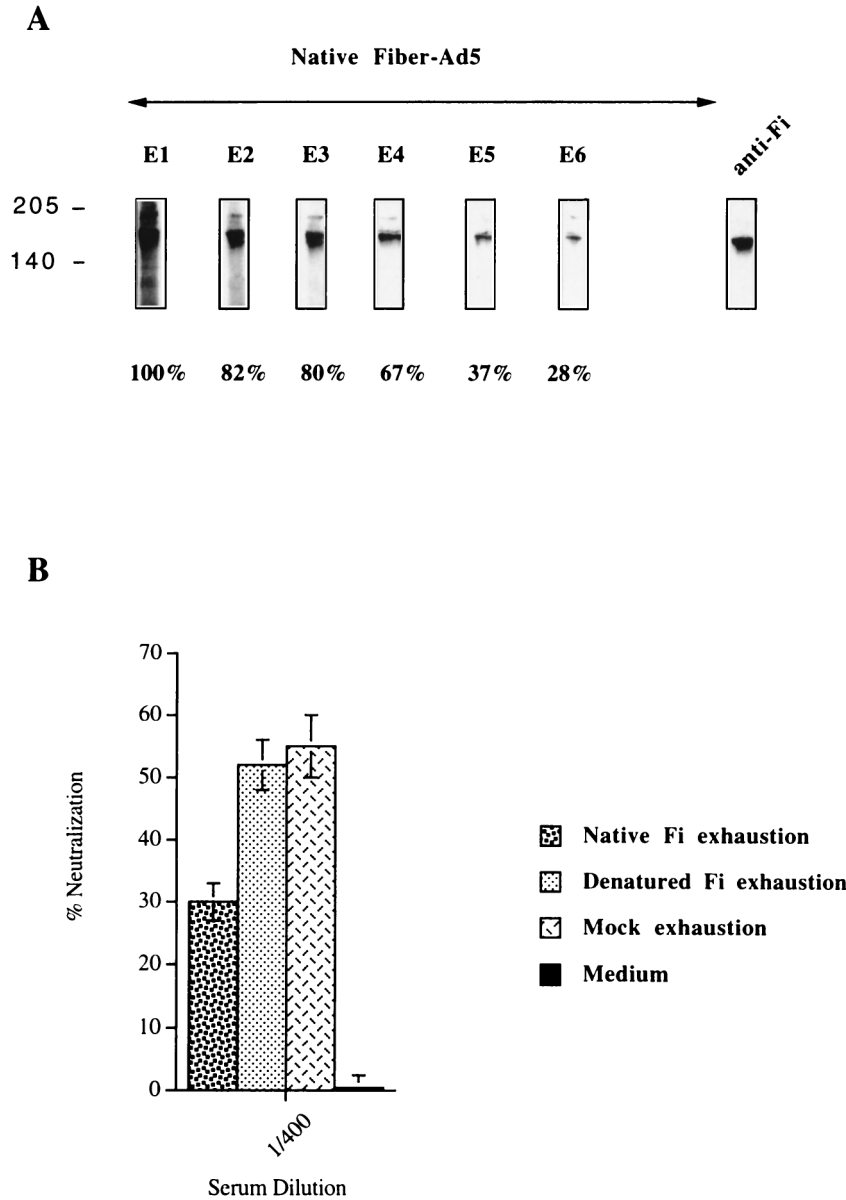 A
Native Fiber-Ad5
E1 E2 E3 E4 E5 E6 anti-Fi
205 –
140 –
100% 82% 80% 67% 37% 28%
B
70
60
50
40
30
20
10
0
% Neutralization
1/400
Serum Dilution
Native Fi exhaustion
Denatured Fi exhaustion
Mock exhaustion
Medium